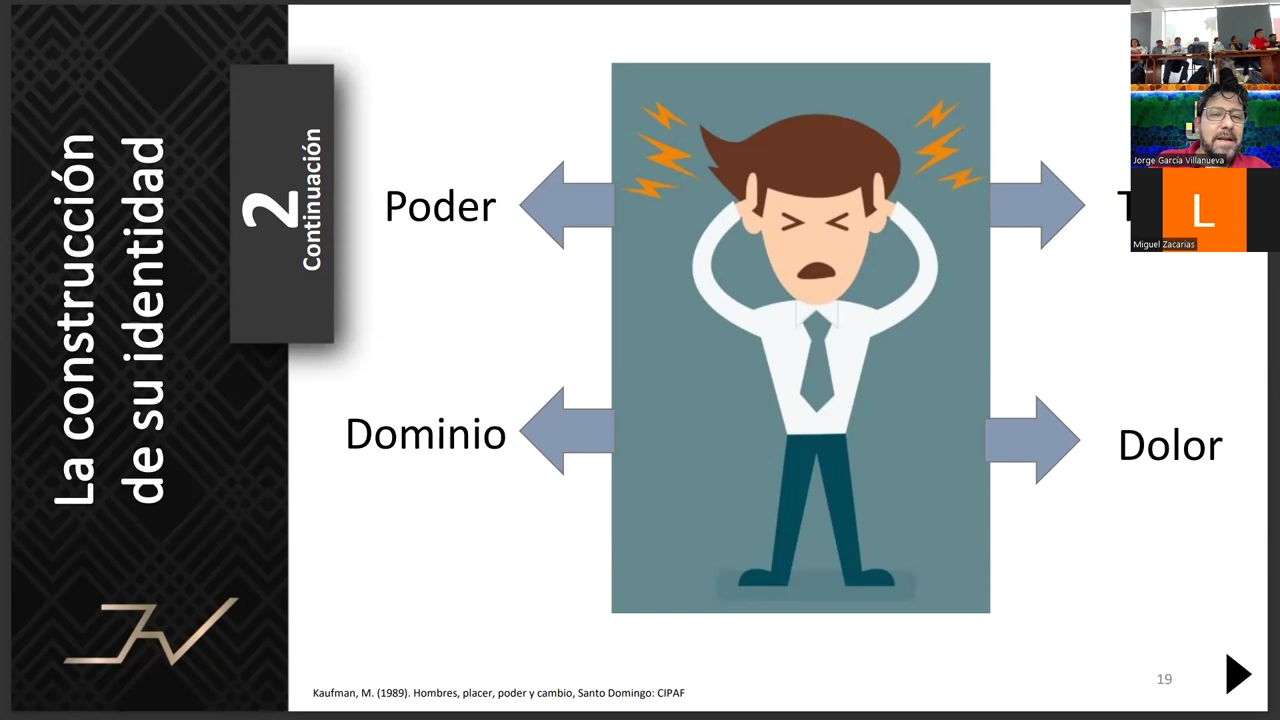 La construcción
de su identidad
2
Continuación
Poder
Dominio
Dolor
Jorge García Villanueva
L
Miguel Zacarias
Kaufman, M. (1989). Hombres, placer, poder y cambio, Santo Domingo: CIPAF
19